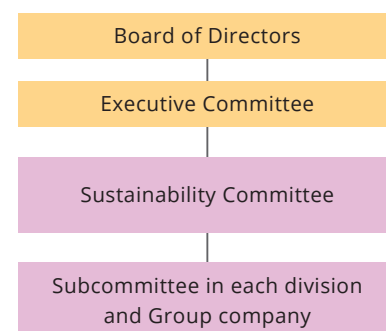 Board of Directors
Executive Committee
Sustainability Committee
Subcommittee in each division
and Group company